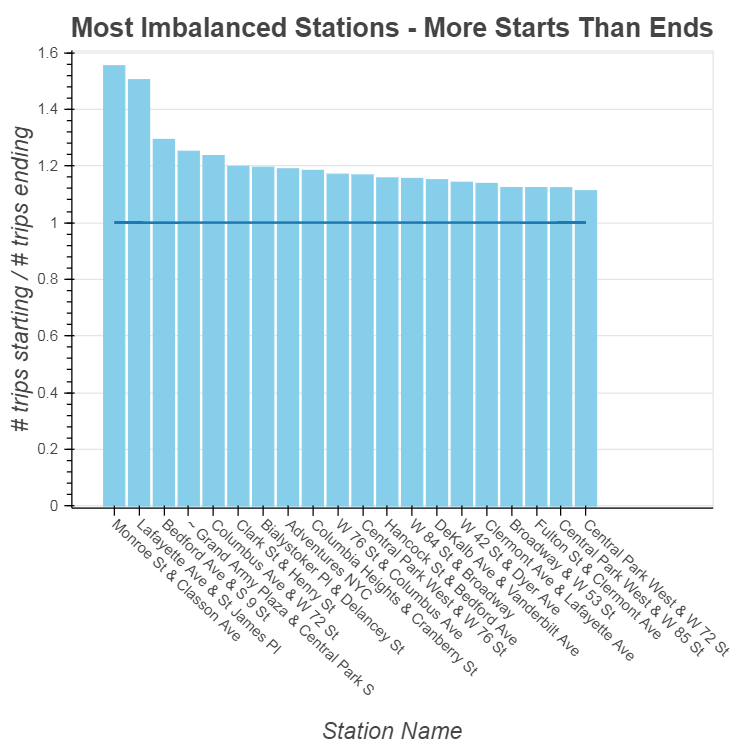 Most Imbalanced Stations - More Starts Than Ends
# trips starting / # trips ending
1.6
1.4
1.2
1
0.8
0.6
0.4
0.2
0
Monroe St & Classon Ave
Lafayette Ave & St James Pl
Bedford Ave & S 9 St
~ Grand Army Plaza & Central Park S
Columbus Ave & W 72 St
Clark St & Henry St
Bialystoker Pl & Delancey St
Adventures NYC
Columbia Heights & Cranberry St
W 76 St & Columbus Ave
Central Park West & W 76 St
Hancock St & Bedford Ave
W 84 St & Broadway
DeKalb Ave & Vanderbilt Ave
W 42 St & Dyer Ave
Clermont Ave & Lafayette Ave
Broadway & W 53 St
Fulton St & Clermont Ave
Central Park West & W 85 St
Central Park West & W 72 St
Station Name